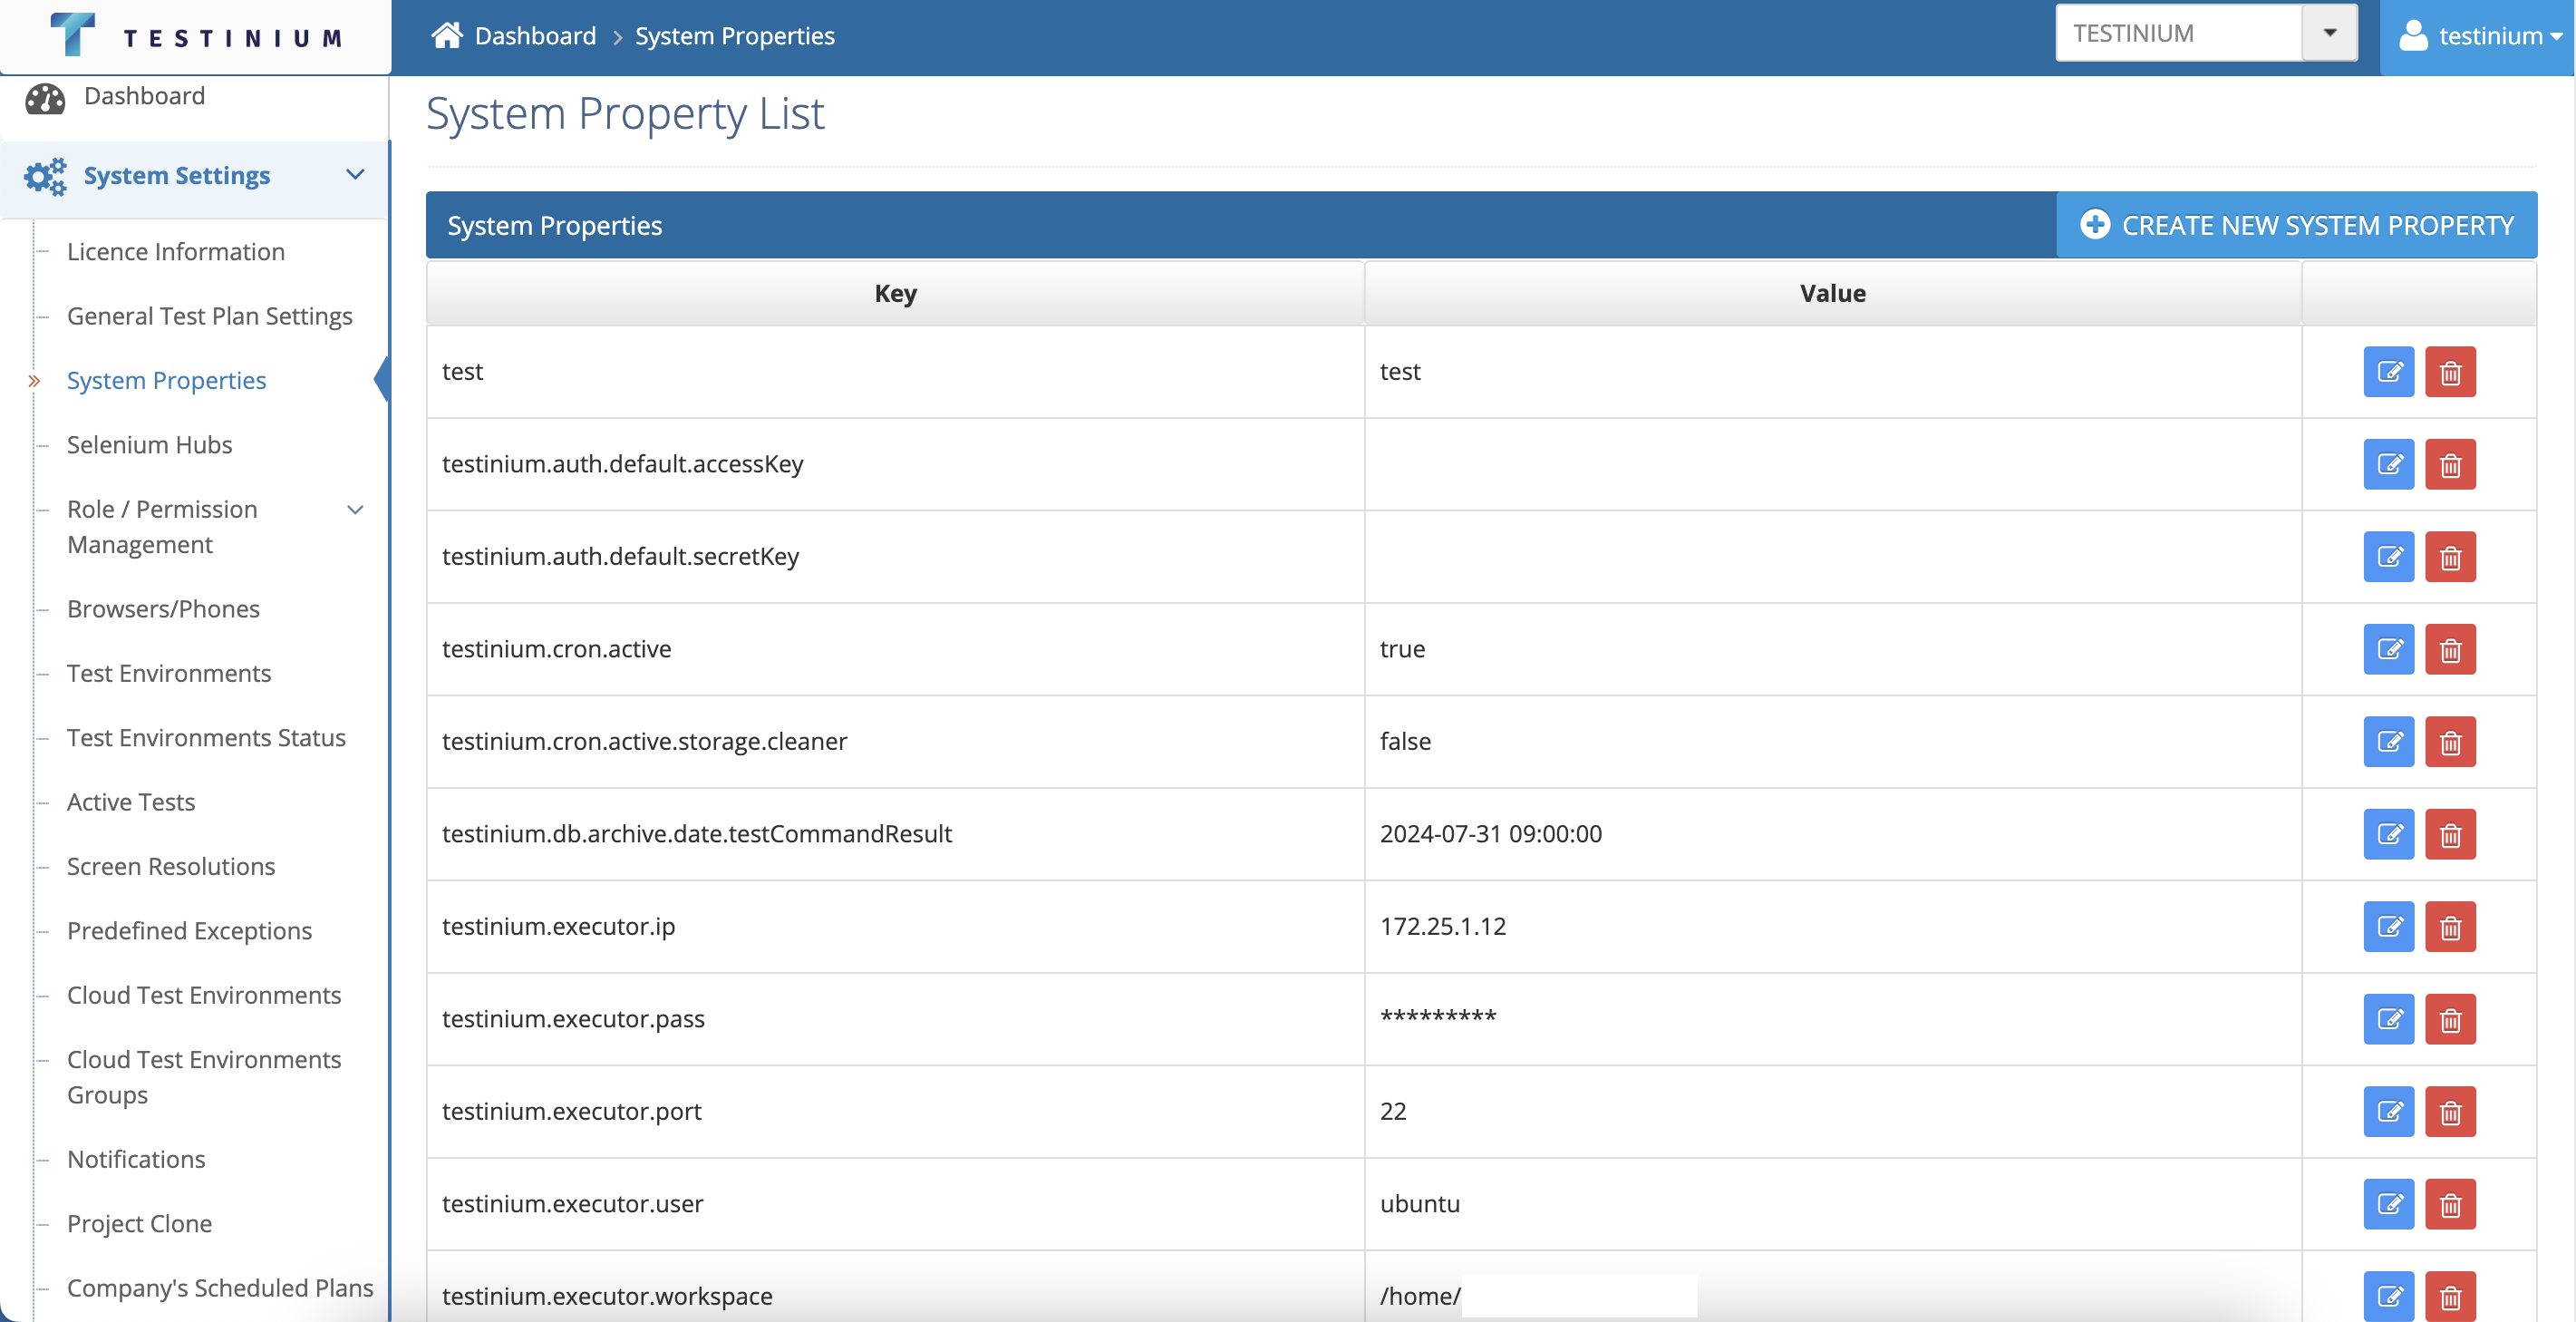 TESTINIUM
Dashboard > System Properties
TESTINIUM
testinium
Dashboard
System Settings
Licence Information
General Test Plan Settings
System Properties
Selenium Hubs
Role / Permission
Management
Browsers/Phones
Test Environments
Test Environments Status
Active Tests
Screen Resolutions
Predefined Exceptions
Cloud Test Environments
Cloud Test Environments
Groups
Notifications
Project Clone
Company's Scheduled Plans
System Property List
System Properties
CREATE NEW SYSTEM PROPERTY
Key Value
test test
testinium.auth.default.accessKey
testinium.auth.default.secretKey
testinium.cron.active true
testinium.cron.active.storage.cleaner false
testinium.db.archive.date.testCommandResult 2024-07-31 09:00:00
testinium.executor.ip 172.25.1.12
testinium.executor.pass *********
testinium.executor.port 22
testinium.executor.user ubuntu
testinium.executor.workspace /home/